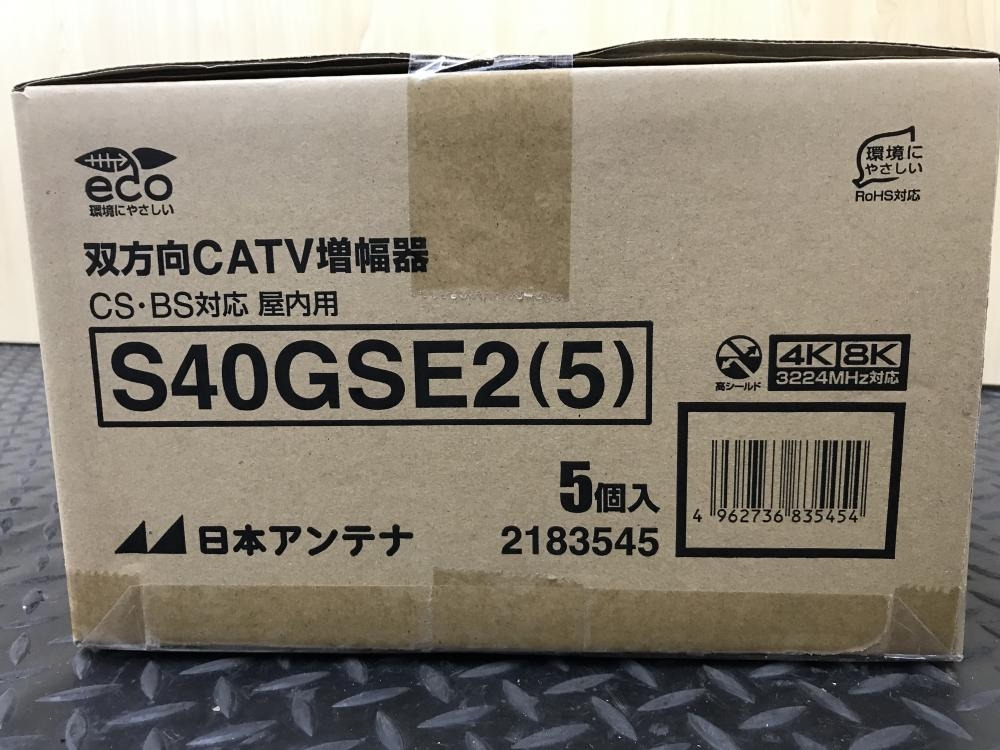 eco
環境にやさしい
環境に
やさしい
RoHS対応
双方向CATV増幅器
CS・BS対応 屋内用
S40GSE2(5)
高シールド
4K 8K
3224MHz対応
5個入
2183545
4 962736 835454
日本アンテナ